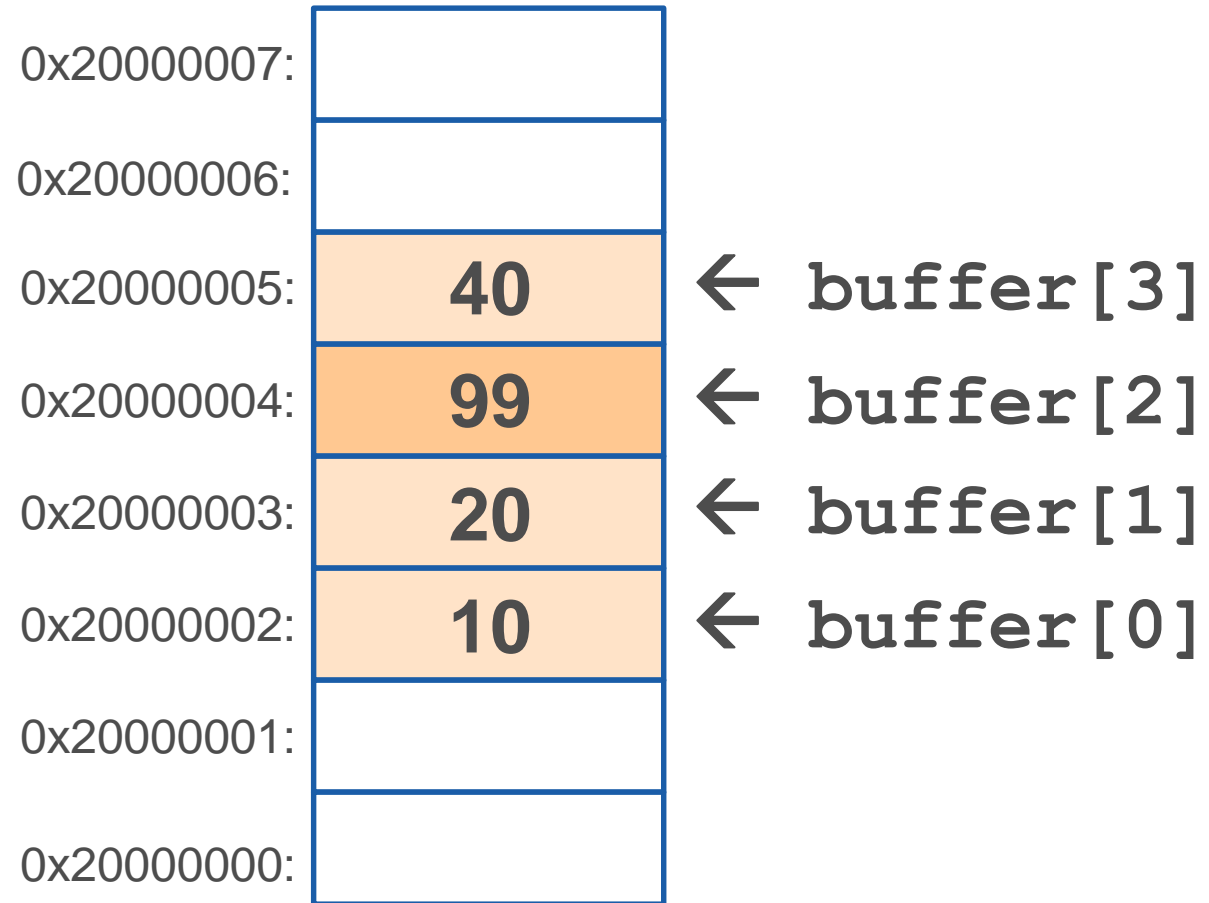 0x20000007:
0x20000006:
0x20000005: 40 ← buffer[3]
0x20000004: 99 ← buffer[2]
0x20000003: 20 ← buffer[1]
0x20000002: 10 ← buffer[0]
0x20000001:
0x20000000: